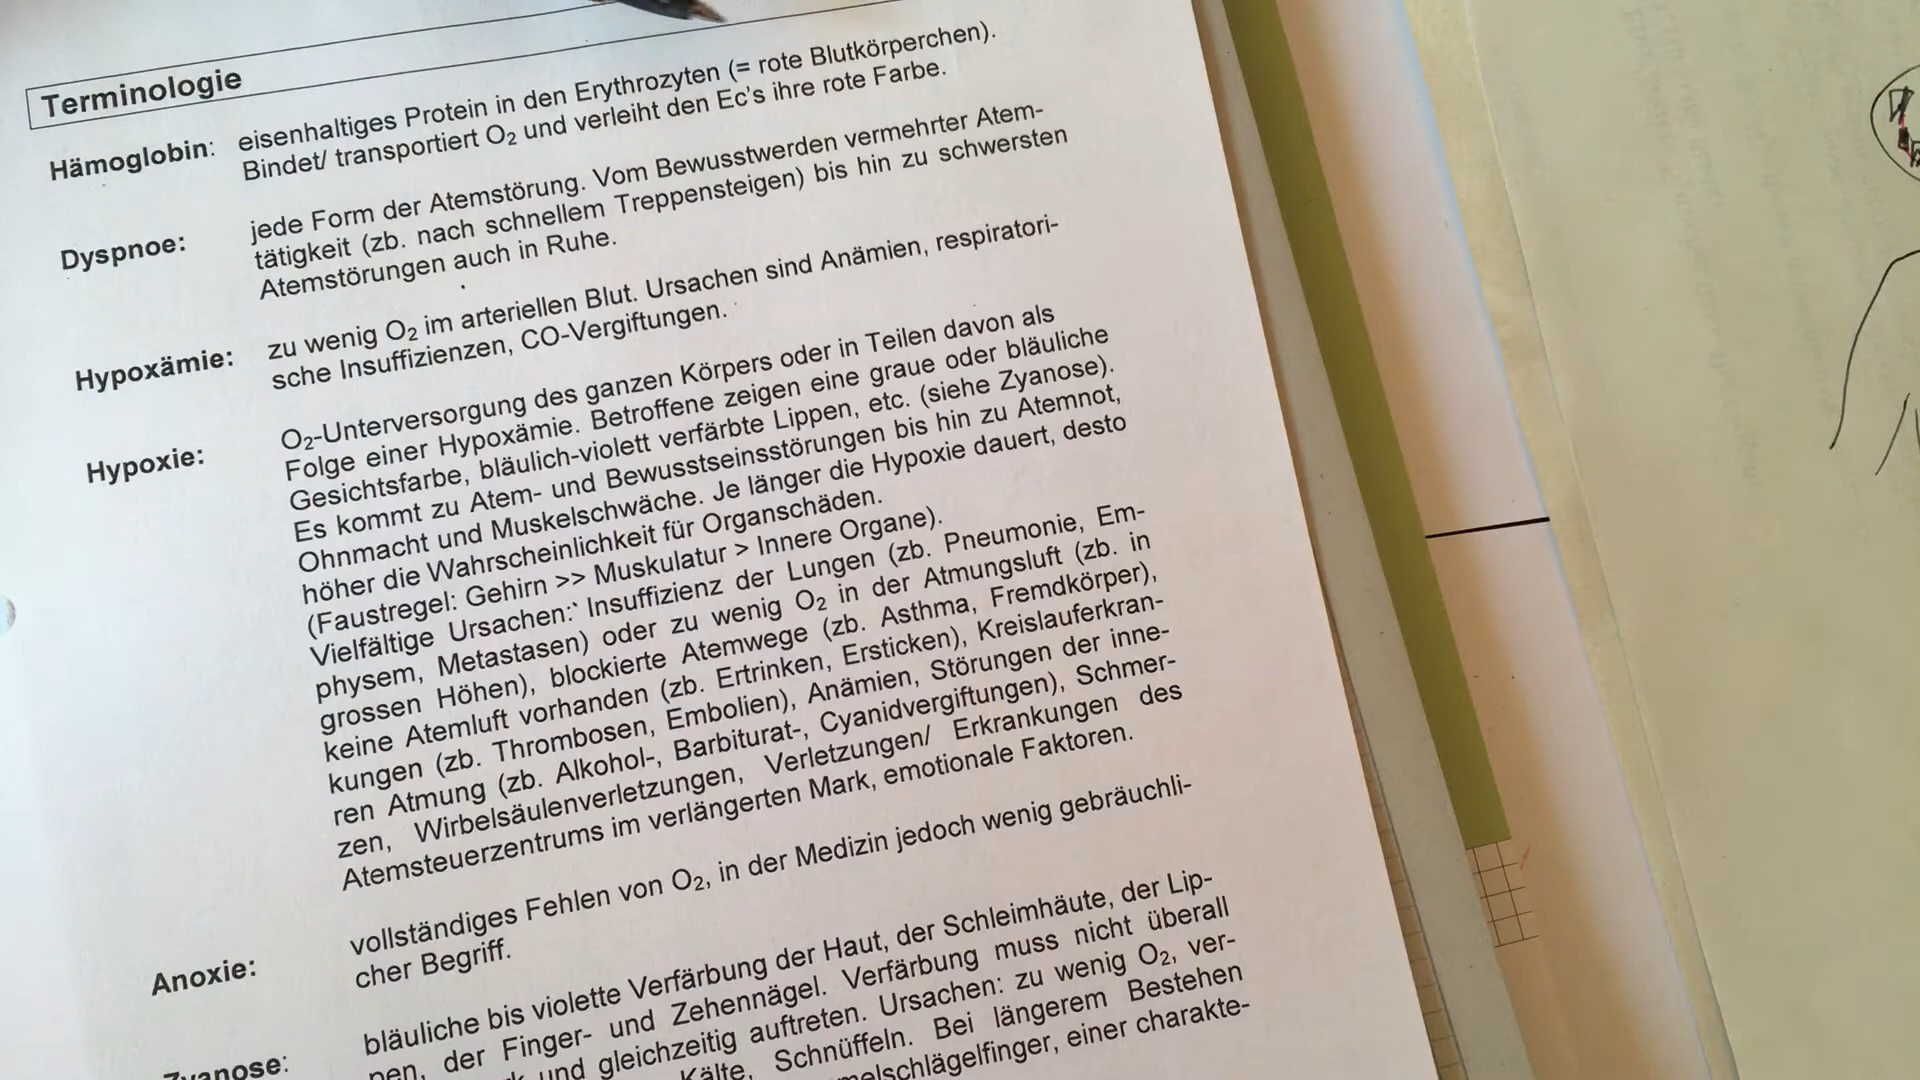 Terminologie
Hämoglobin: eisenhaltiges Protein in den Erythrozyten (= rote Blutkörperchen).
Bindet/ transportiert O₂ und verleiht den Ec's ihre rote Farbe.
Dyspnoe: jede Form der Atemstörung. Vom Bewusstwerden vermehrter Atem-
tätigkeit (zb. nach schnellem Treppensteigen) bis hin zu schwersten
Atemstörungen auch in Ruhe.
Hypoxämie: zu wenig O₂ im arteriellen Blut. Ursachen sind Anämien, respiratori-
sche Insuffizienzen, CO-Vergiftungen.
Hypoxie: O₂-Unterversorgung des ganzen Körpers oder in Teilen davon als
Folge einer Hypoxämie. Betroffene zeigen eine graue oder bläuliche
Gesichtsfarbe, bläulich-violett verfärbte Lippen, etc. (siehe Zyanose).
Es kommt zu Atem- und Bewusstseinsstörungen bis hin zu Atemnot,
Ohnmacht und Muskelschwäche. Je länger die Hypoxie dauert, desto
höher die Wahrscheinlichkeit für Organschäden.
(Faustregel: Gehirn >> Muskulatur > Innere Organe).
Vielfältige Ursachen: Insuffizienz der Lungen (zb. Pneumonie, Em-
physem, Metastasen) oder zu wenig O₂ in der Atmungsluft (zb. in
grossen Höhen), blockierte Atemwege (zb. Asthma, Fremdkörper),
keine Atemluft vorhanden (zb. Ertrinken, Ersticken), Kreislauferkran-
kungen (zb. Thrombosen, Embolien), Anämien, Störungen der inne-
ren Atmung (zb. Alkohol-, Barbiturat-, Cyanidvergiftungen), Schmer-
zen, Wirbelsäulenverletzungen, Verletzungen/ Erkrankungen des
Atemsteuerzentrums im verlängerten Mark, emotionale Faktoren.
Anoxie: vollständiges Fehlen von O₂, in der Medizin jedoch wenig gebräuchli-
cher Begriff.
Zyanose: bläuliche bis violette Verfärbung der Haut, der Schleimhäute, der Lip-
pen, der Finger- und Zehennägel. Verfärbung muss nicht überall
und gleichzeitig auftreten. Ursachen: zu wenig O₂, ver-
Kälte, Schnüffeln. Bei längerem Bestehen
einer charakte-